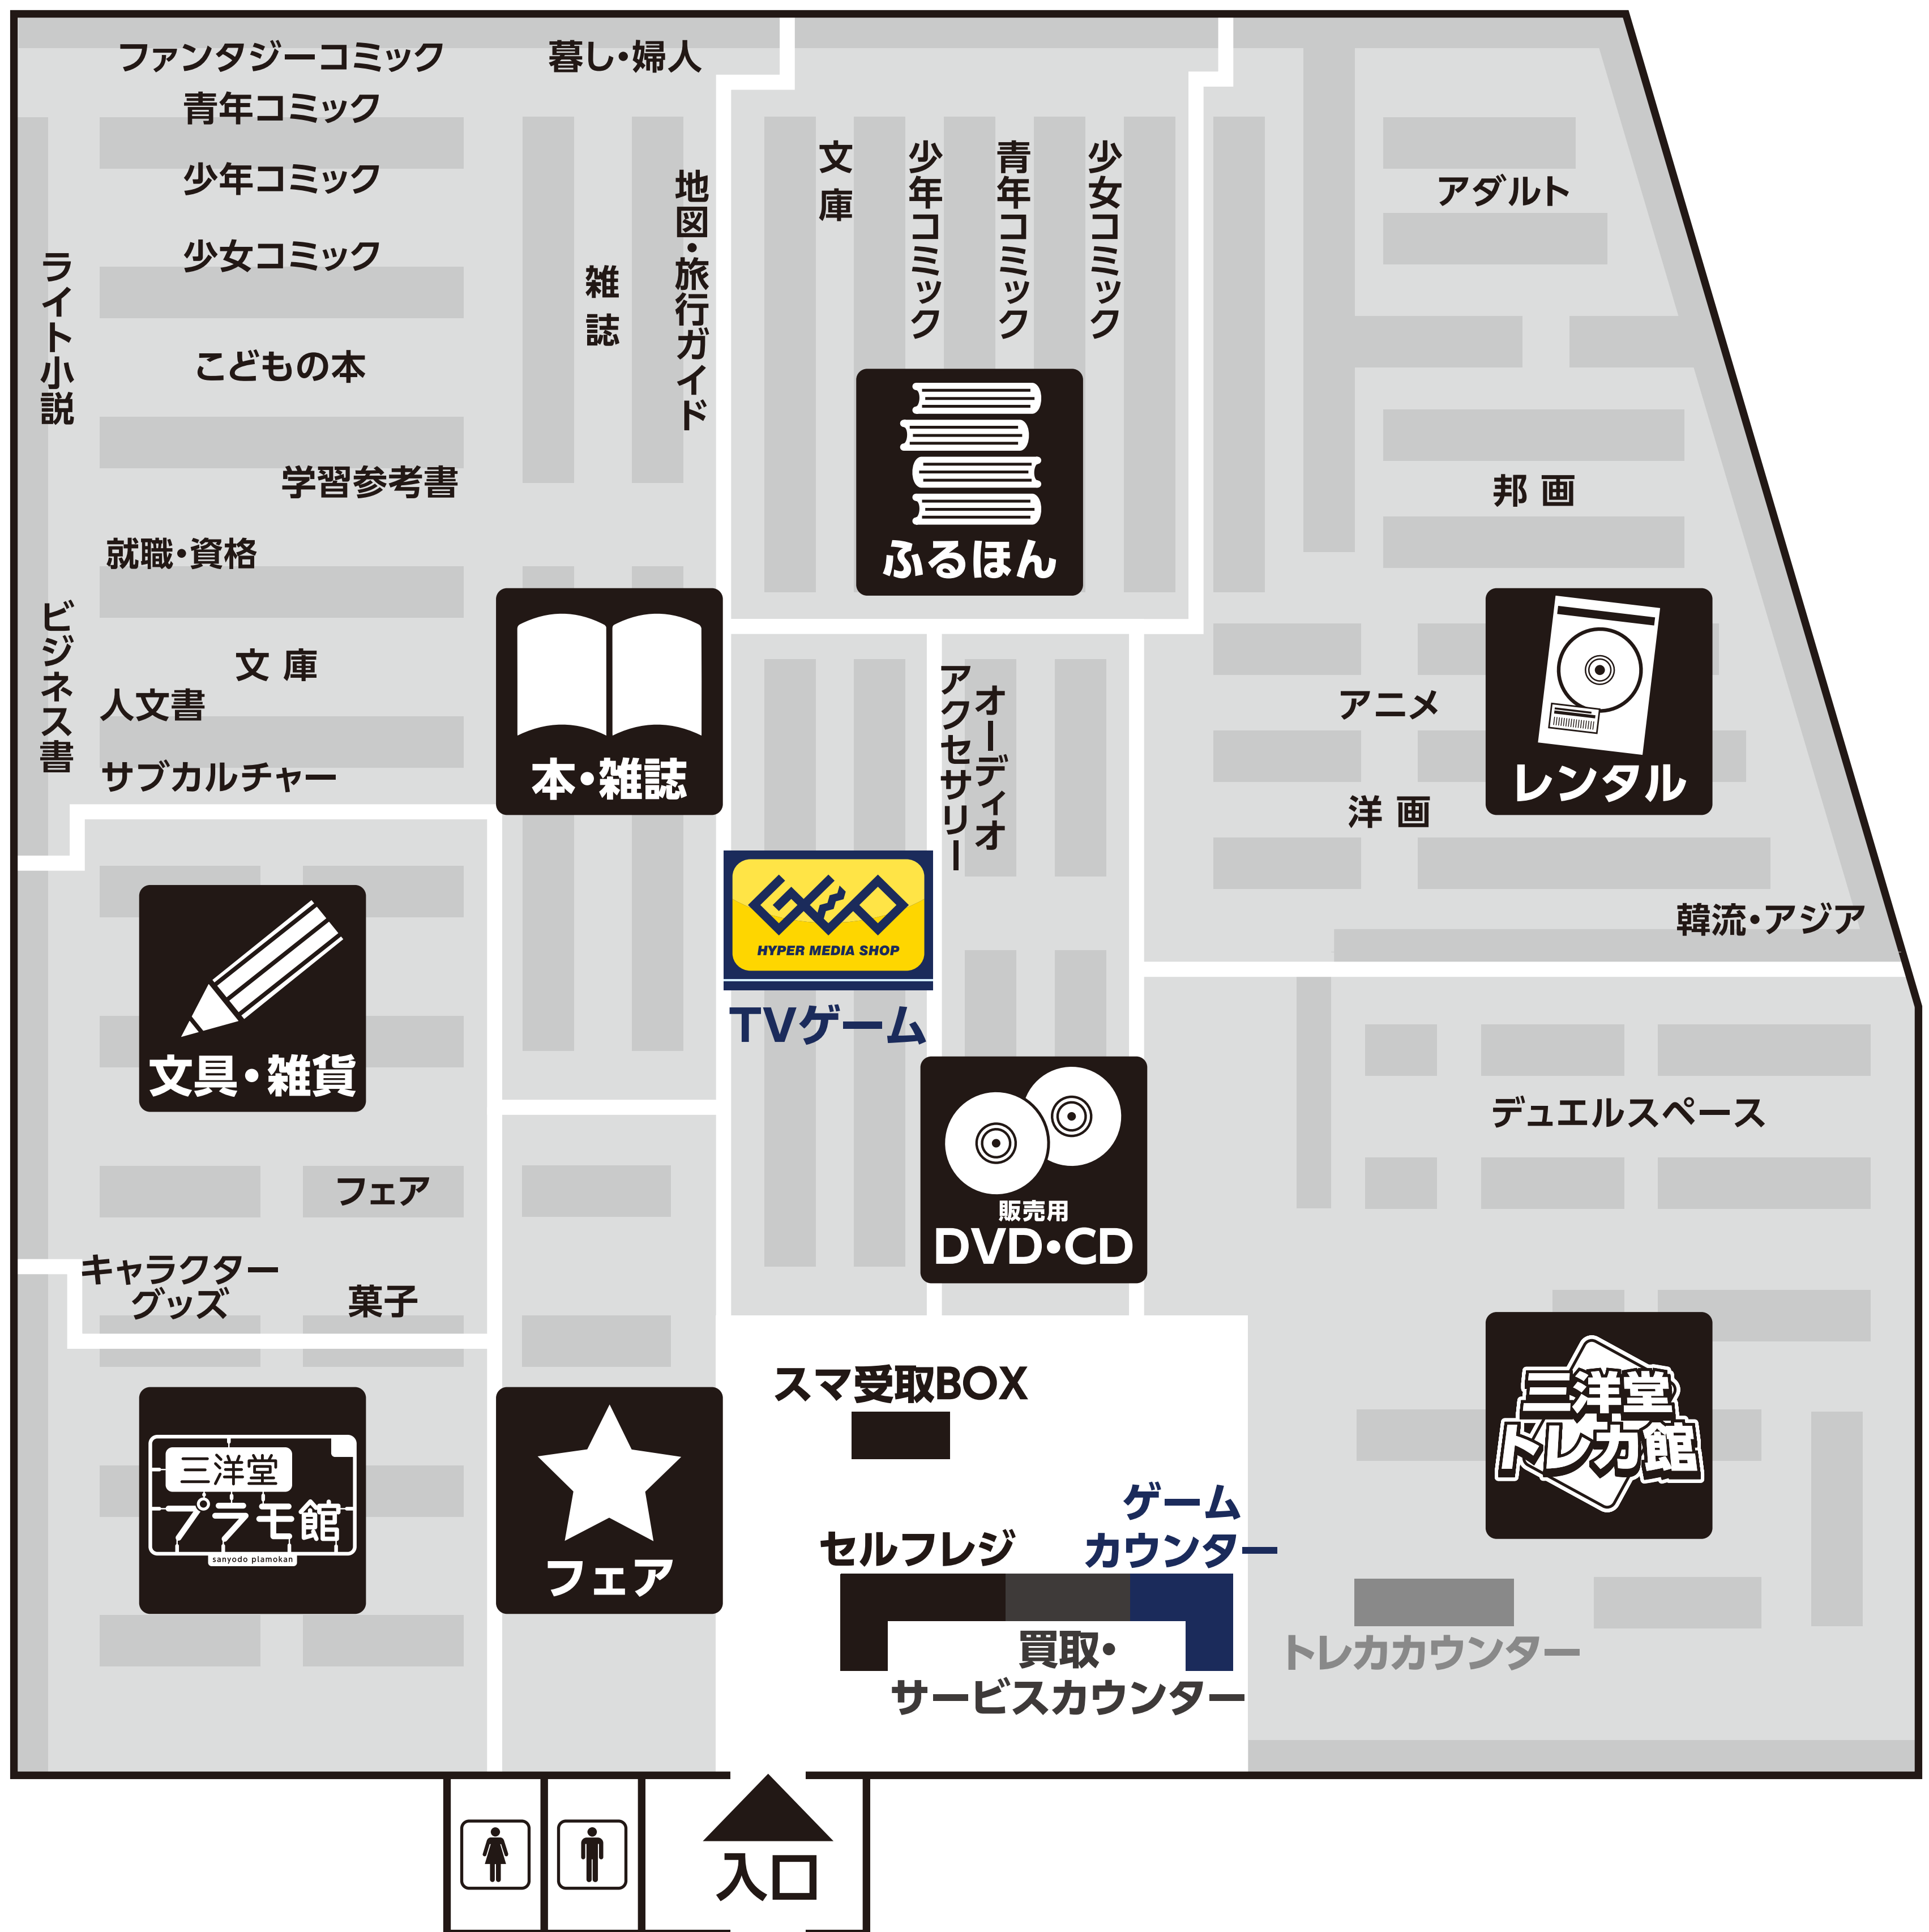 ファンタジーコミック
青年コミック
少年コミック
少女コミック
こどもの本
学習参考書
就職・資格
文庫
人文書
サブカルチャー
ライト小説
ビジネス書
暮し・婦人
雑誌
地図・旅行ガイド
本・雑誌
文庫
少年コミック
青年コミック
少女コミック
ふるほん
アダルト
邦画
レンタル
アニメ
洋画
韓流・アジア
オーディオ
アクセサリー
GEO
HYPER MEDIA SHOP
TVゲーム
販売用
DVD・CD
文具・雑貨
フェア
キャラクター
グッズ
菓子
三洋堂
プラモ館
sanyodo plamokan
フェア
デュエルスペース
三洋堂
トレカ館
トレカカウンター
スマ受取BOX
セルフレジ
ゲーム
カウンター
買取・
サービスカウンター
入口